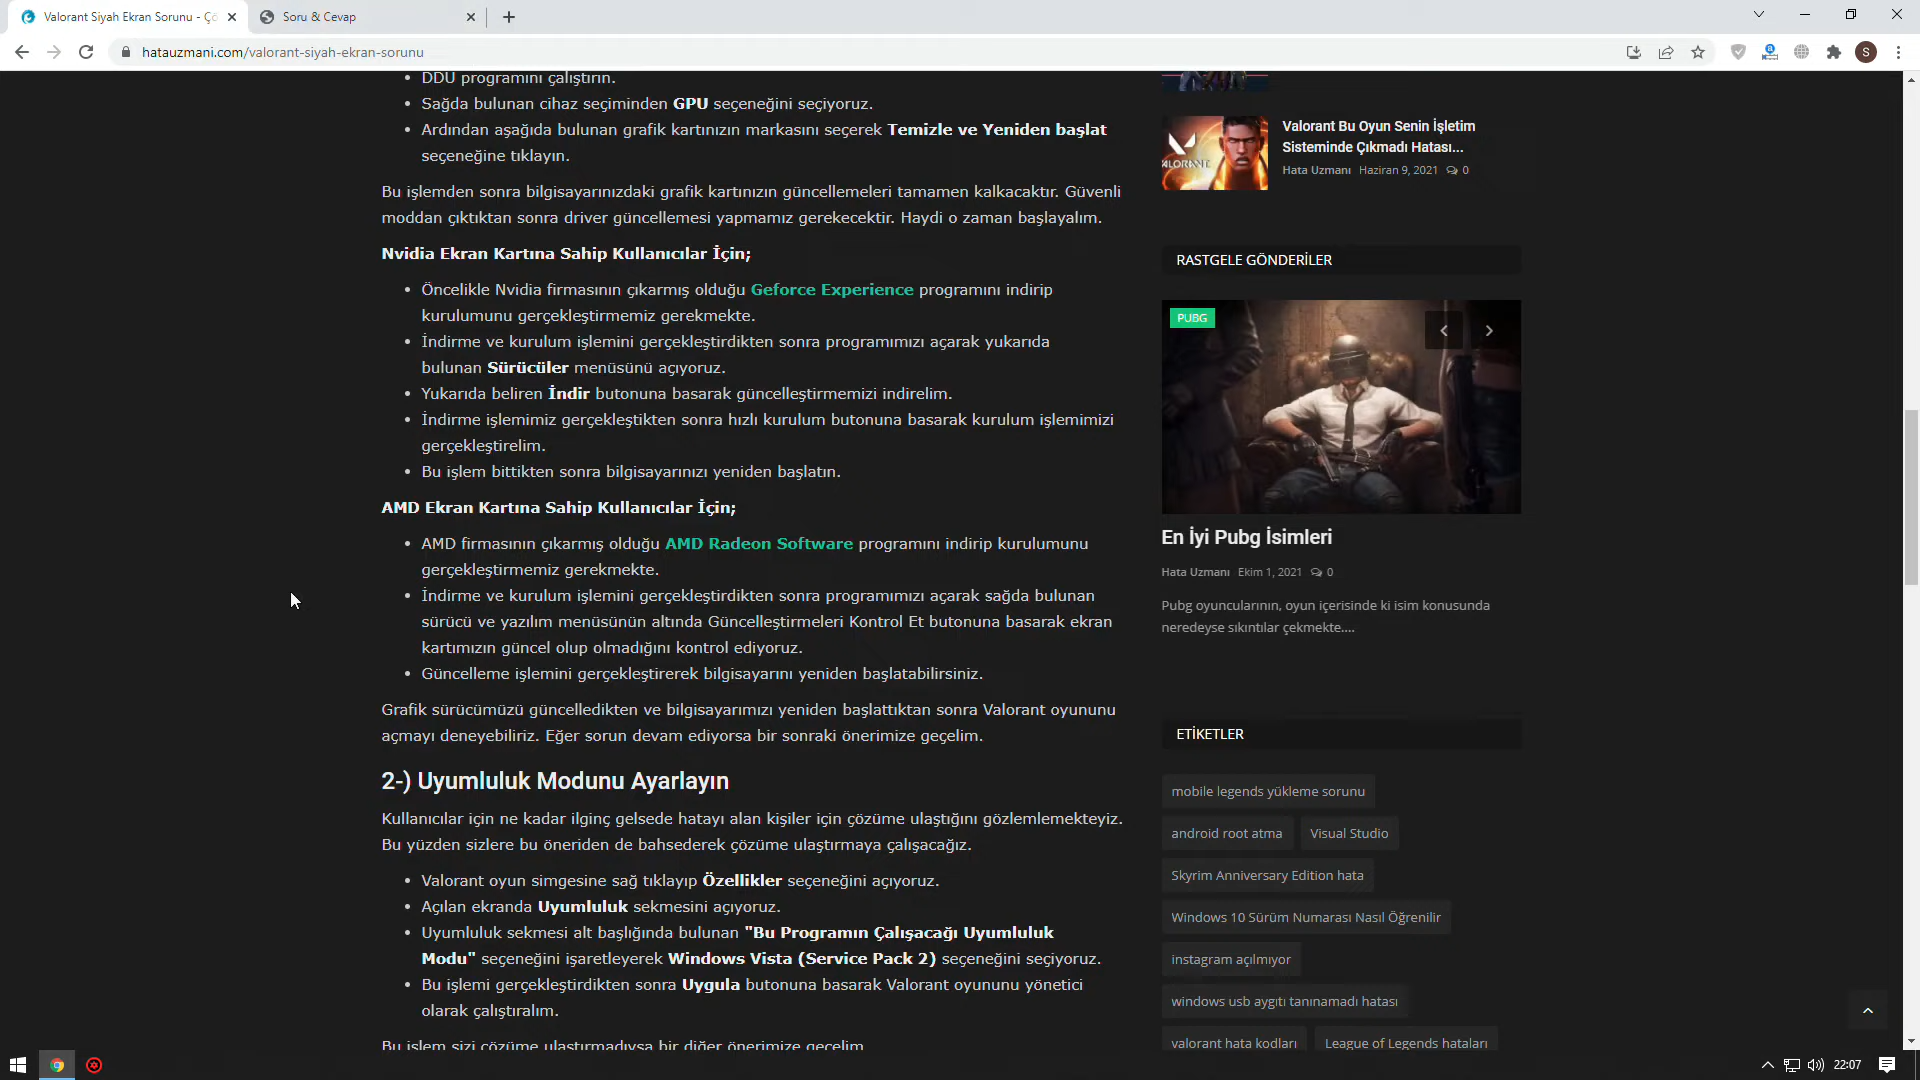 Valorant Siyah Ekran Sorunu - Çö
Soru & Cevap
hatauzmani.com/valorant-siyah-ekran-sorunu
S
• DDU programını çalıştırın.
• Sağda bulunan cihaz seçiminden GPU seçeneğini seçiyoruz.
• Ardından aşağıda bulunan grafik kartınızın markasını seçerek Temizle ve Yeniden başlat
seçeneğine tıklayın.
Bu işlemden sonra bilgisayarınızdaki grafik kartınızın güncellemeleri tamamen kalkacaktır. Güvenli
moddan çıktıktan sonra driver güncellemesi yapmamız gerekecektir. Haydi o zaman başlayalım.
Nvidia Ekran Kartına Sahip Kullanıcılar İçin;
• Öncelikle Nvidia firmasının çıkarmış olduğu Geforce Experience programını indirip
kurulumunu gerçekleştirmemiz gerekmekte.
• İndirme ve kurulum işlemini gerçekleştirdikten sonra programımızı açarak yukarıda
bulunan Sürücüler menüsünü açıyoruz.
• Yukarıda beliren İndir butonuna basarak güncelleştirmemizi indirelim.
• İndirme işlemimiz gerçekleştikten sonra hızlı kurulum butonuna basarak kurulum işlemimizi
gerçekleştirelim.
• Bu işlem bittikten sonra bilgisayarınızı yeniden başlatın.
AMD Ekran Kartına Sahip Kullanıcılar İçin;
• AMD firmasının çıkarmış olduğu AMD Radeon Software programını indirip kurulumunu
gerçekleştirmemiz gerekmekte.
• İndirme ve kurulum işlemini gerçekleştirdikten sonra programımızı açarak sağda bulunan
sürücü ve yazılım menüsünün altında Güncelleştirmeleri Kontrol Et butonuna basarak ekran
kartımızın güncel olup olmadığını kontrol ediyoruz.
• Güncelleme işlemini gerçekleştirerek bilgisayarını yeniden başlatabilirsiniz.
Grafik sürücümüzü güncelledikten ve bilgisayarımızı yeniden başlattıktan sonra Valorant oyununu
açmayı deneyebiliriz. Eğer sorun devam ediyorsa bir sonraki önerimize geçelim.
2-) Uyumluluk Modunu Ayarlayın
Kullanıcılar için ne kadar ilginç gelsede hatayı alan kişiler için çözüme ulaştığını gözlemlemekteyiz.
Bu yüzden sizlere bu öneriden de bahsederek çözüme ulaştırmaya çalışacağız.
• Valorant oyun simgesine sağ tıklayıp Özellikler seçeneğini açıyoruz.
• Açılan ekranda Uyumluluk sekmesini açıyoruz.
• Uyumluluk sekmesi alt başlığında bulunan "Bu Programın Çalışacağı Uyumluluk
Modu" seçeneğini işaretleyerek Windows Vista (Service Pack 2) seçeneğini seçiyoruz.
• Bu işlemi gerçekleştirdikten sonra Uygula butonuna basarak Valorant oyununu yönetici
olarak çalıştıralım.
Bu işlem sizi çözüme ulaştırmadıysa bir diğer önerimize geçelim.
VALORANT
Valorant Bu Oyun Senin İşletim
Sisteminde Çıkmadı Hatası...
Hata Uzmanı Haziran 9, 2021 0
RASTGELE GÖNDERİLER
PUBG
En İyi Pubg İsimleri
Hata Uzmanı Ekim 1, 2021 0
Pubg oyuncularının, oyun içerisinde ki isim konusunda
neredeyse sıkıntılar çekmekte....
ETİKETLER
mobile legends yükleme sorunu
android root atma Visual Studio
Skyrim Anniversary Edition hata
Windows 10 Sürüm Numarası Nasıl Öğrenilir
instagram açılmıyor
windows usb aygıtı tanınamadı hatası
valorant hata kodları League of Legends hataları
22:07